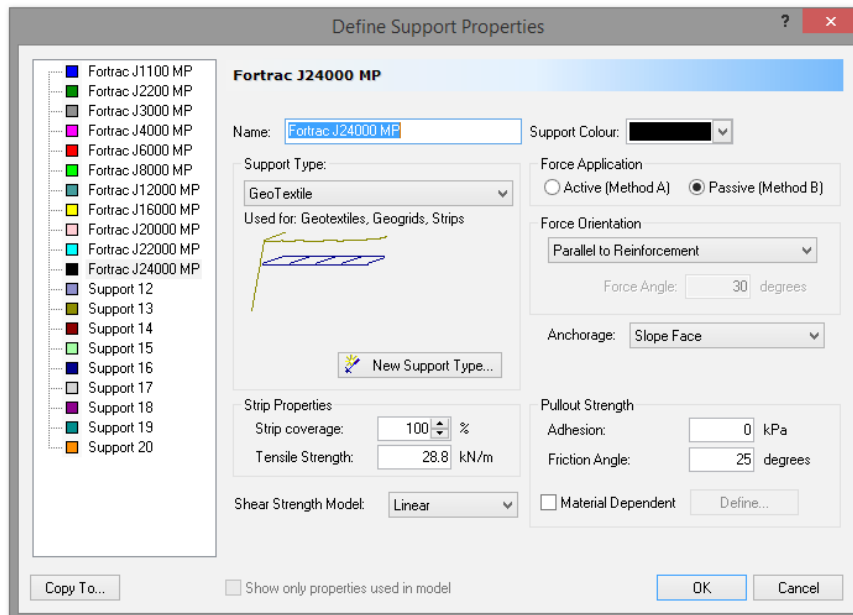 Define Support Properties
?
×
Fortrac J1100 MP
Fortrac J2200 MP
Fortrac J3000 MP
Fortrac J4000 MP
Fortrac J6000 MP
Fortrac J8000 MP
Fortrac J12000 MP
Fortrac J16000 MP
Fortrac J20000 MP
Fortrac J22000 MP
Fortrac J24000 MP
Support 12
Support 13
Support 14
Support 15
Support 16
Support 17
Support 18
Support 19
Support 20
Fortrac J24000 MP
Name: Fortrac J24000 MP
Support Colour:
Support Type:
GeoTextile
Used for: Geotextiles, Geogrids, Strips
New Support Type...
Force Application
Active (Method A) Passive (Method B)
Force Orientation
Parallel to Reinforcement
Force Angle: 30 degrees
Anchorage: Slope Face
Strip Properties
Strip coverage: 100 %
Tensile Strength: 28.8 kN/m
Shear Strength Model: Linear
Pullout Strength
Adhesion: 0 kPa
Friction Angle: 25 degrees
Material Dependent Define...
Copy To...
Show only properties used in model
OK
Cancel